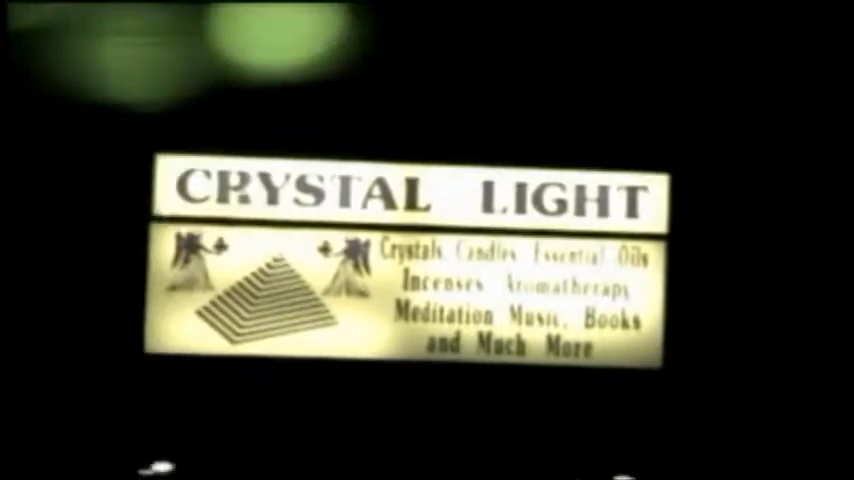 CRYSTAL LIGHT
Crystals, Candles, Essential Oils
Incenses Aromatherapy
Meditation Music, Books
and Much More